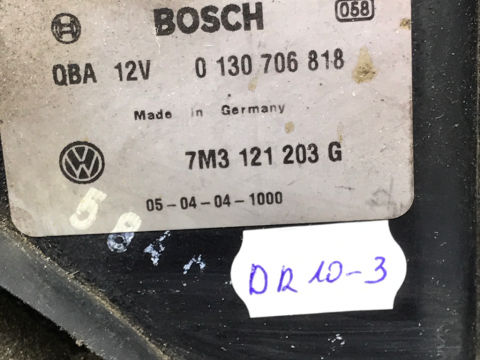 BOSCH
058
QBA 12V 0 130 706 818
Made in Germany
7M3 121 203 G
05-04-04-1000
DR 10-3